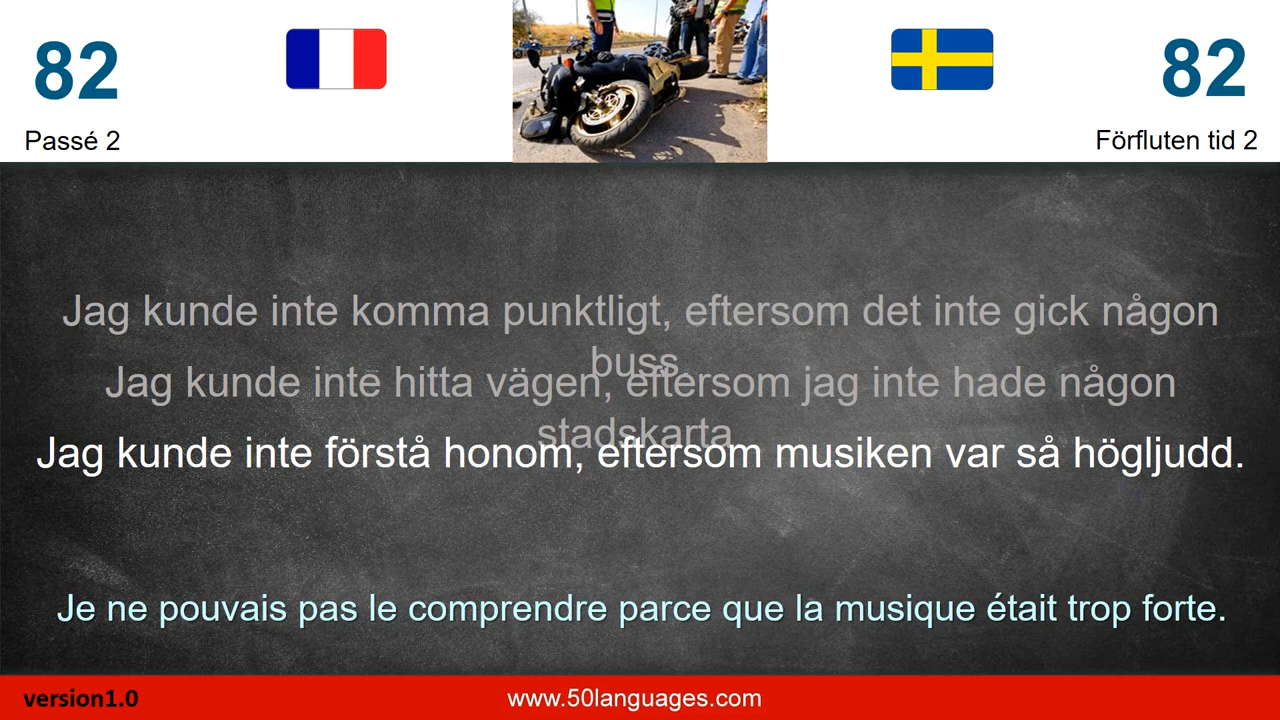 82
82
Passé 2
Förfluten tid 2
Jag kunde inte komma punktligt, eftersom det inte gick någon
buss.
Jag kunde inte hitta vägen, eftersom jag inte hade någon
stadskarta.
Jag kunde inte förstå honom, eftersom musiken var så högljudd.
Je ne pouvais pas le comprendre parce que la musique était trop forte.
version1.0
www.50languages.com